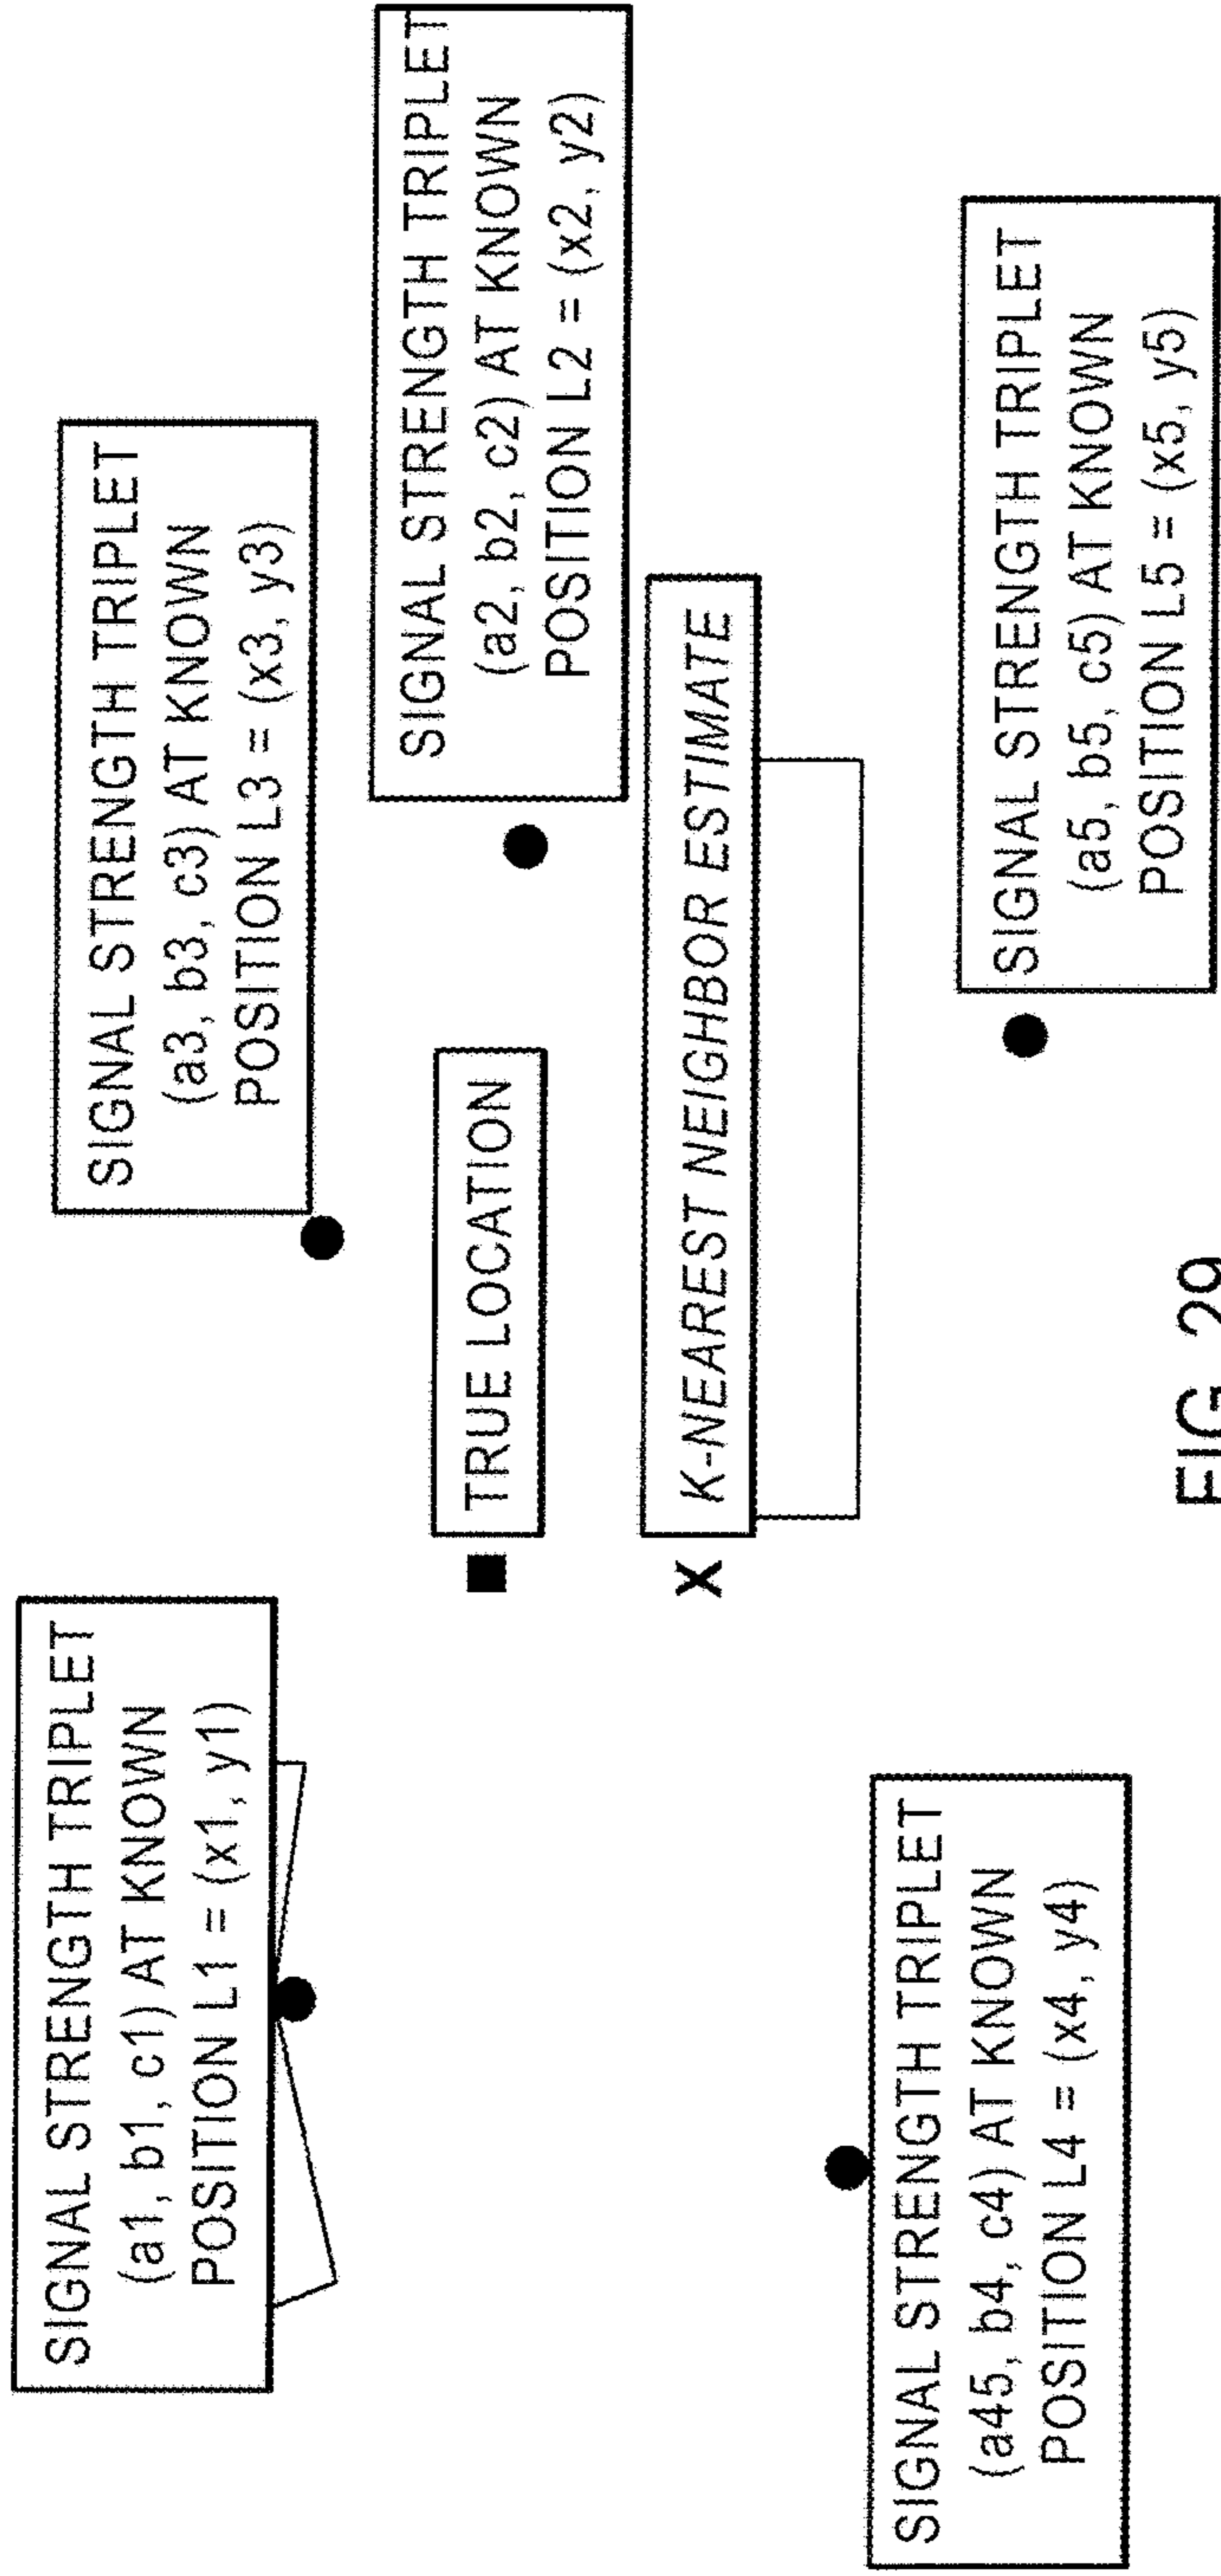 SIGNAL STRENGTH TRIPLET
(a1, b1, c1) AT KNOWN
POSITION L1 = (x1, y1)
SIGNAL STRENGTH TRIPLET
(a3, b3, c3) AT KNOWN
POSITION L3 = (x3, y3)
SIGNAL STRENGTH TRIPLET
(a2, b2, c2) AT KNOWN
POSITION L2 = (x2, y2)
TRUE LOCATION
X K-NEAREST NEIGHBOR ESTIMATE
SIGNAL STRENGTH TRIPLET
(a45, b4, c4) AT KNOWN
POSITION L4 = (x4, y4)
SIGNAL STRENGTH TRIPLET
(a5, b5, c5) AT KNOWN
POSITION L5 = (x5, y5)
FIG. 29